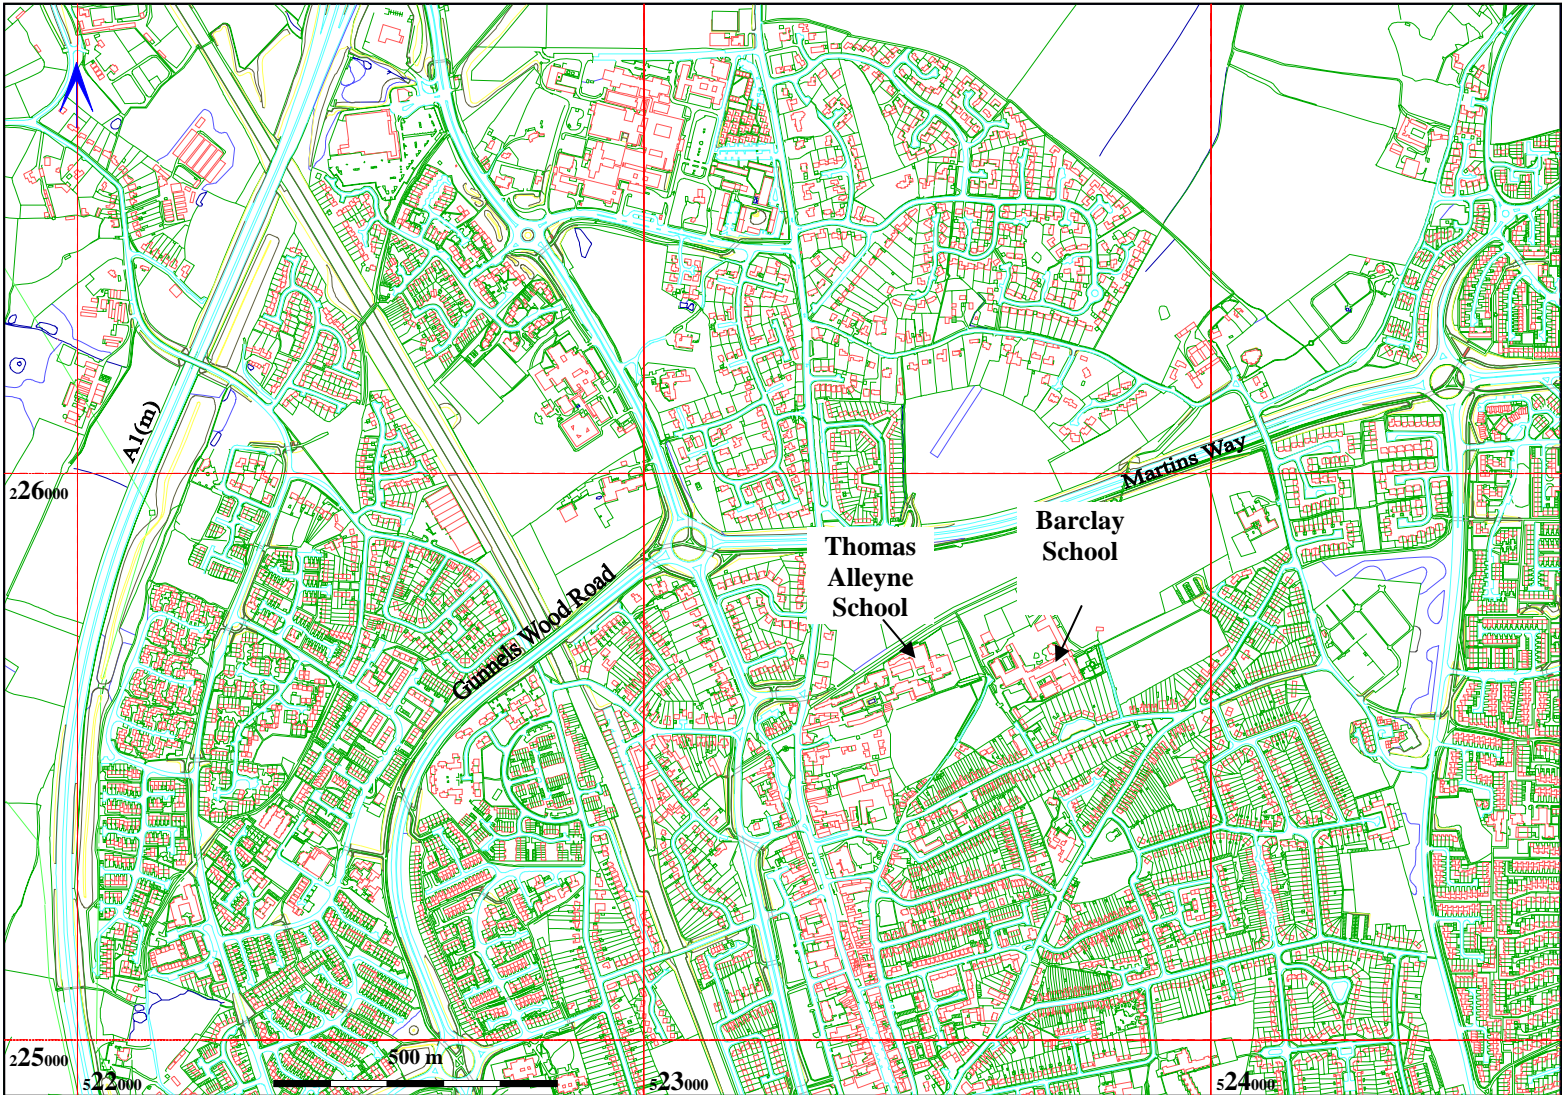 A1(m)
Martins Way
226000
Barclay
School
Thomas
Alleyne
School
Gunnels Wood Road
225000
500 m
522000
523000
524000